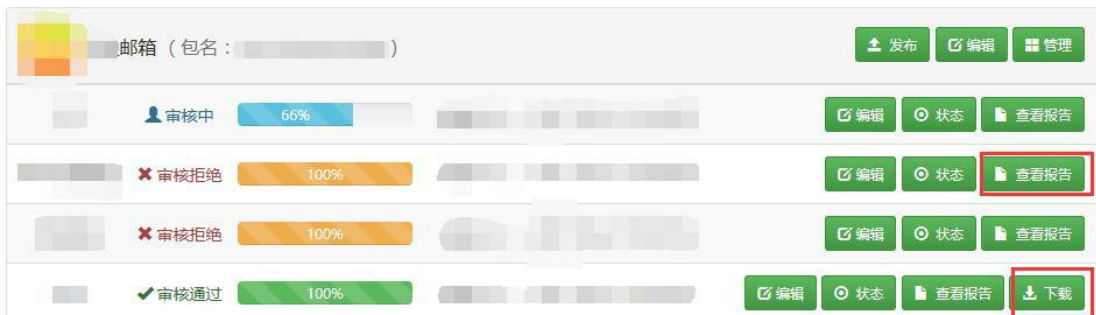 邮箱（包名： ） 发布 编辑 管理
审核中 66% 编辑 状态 查看报告
审核拒绝 100% 编辑 状态 查看报告
审核拒绝 100% 编辑 状态 查看报告
审核通过 100% 编辑 状态 查看报告 下载